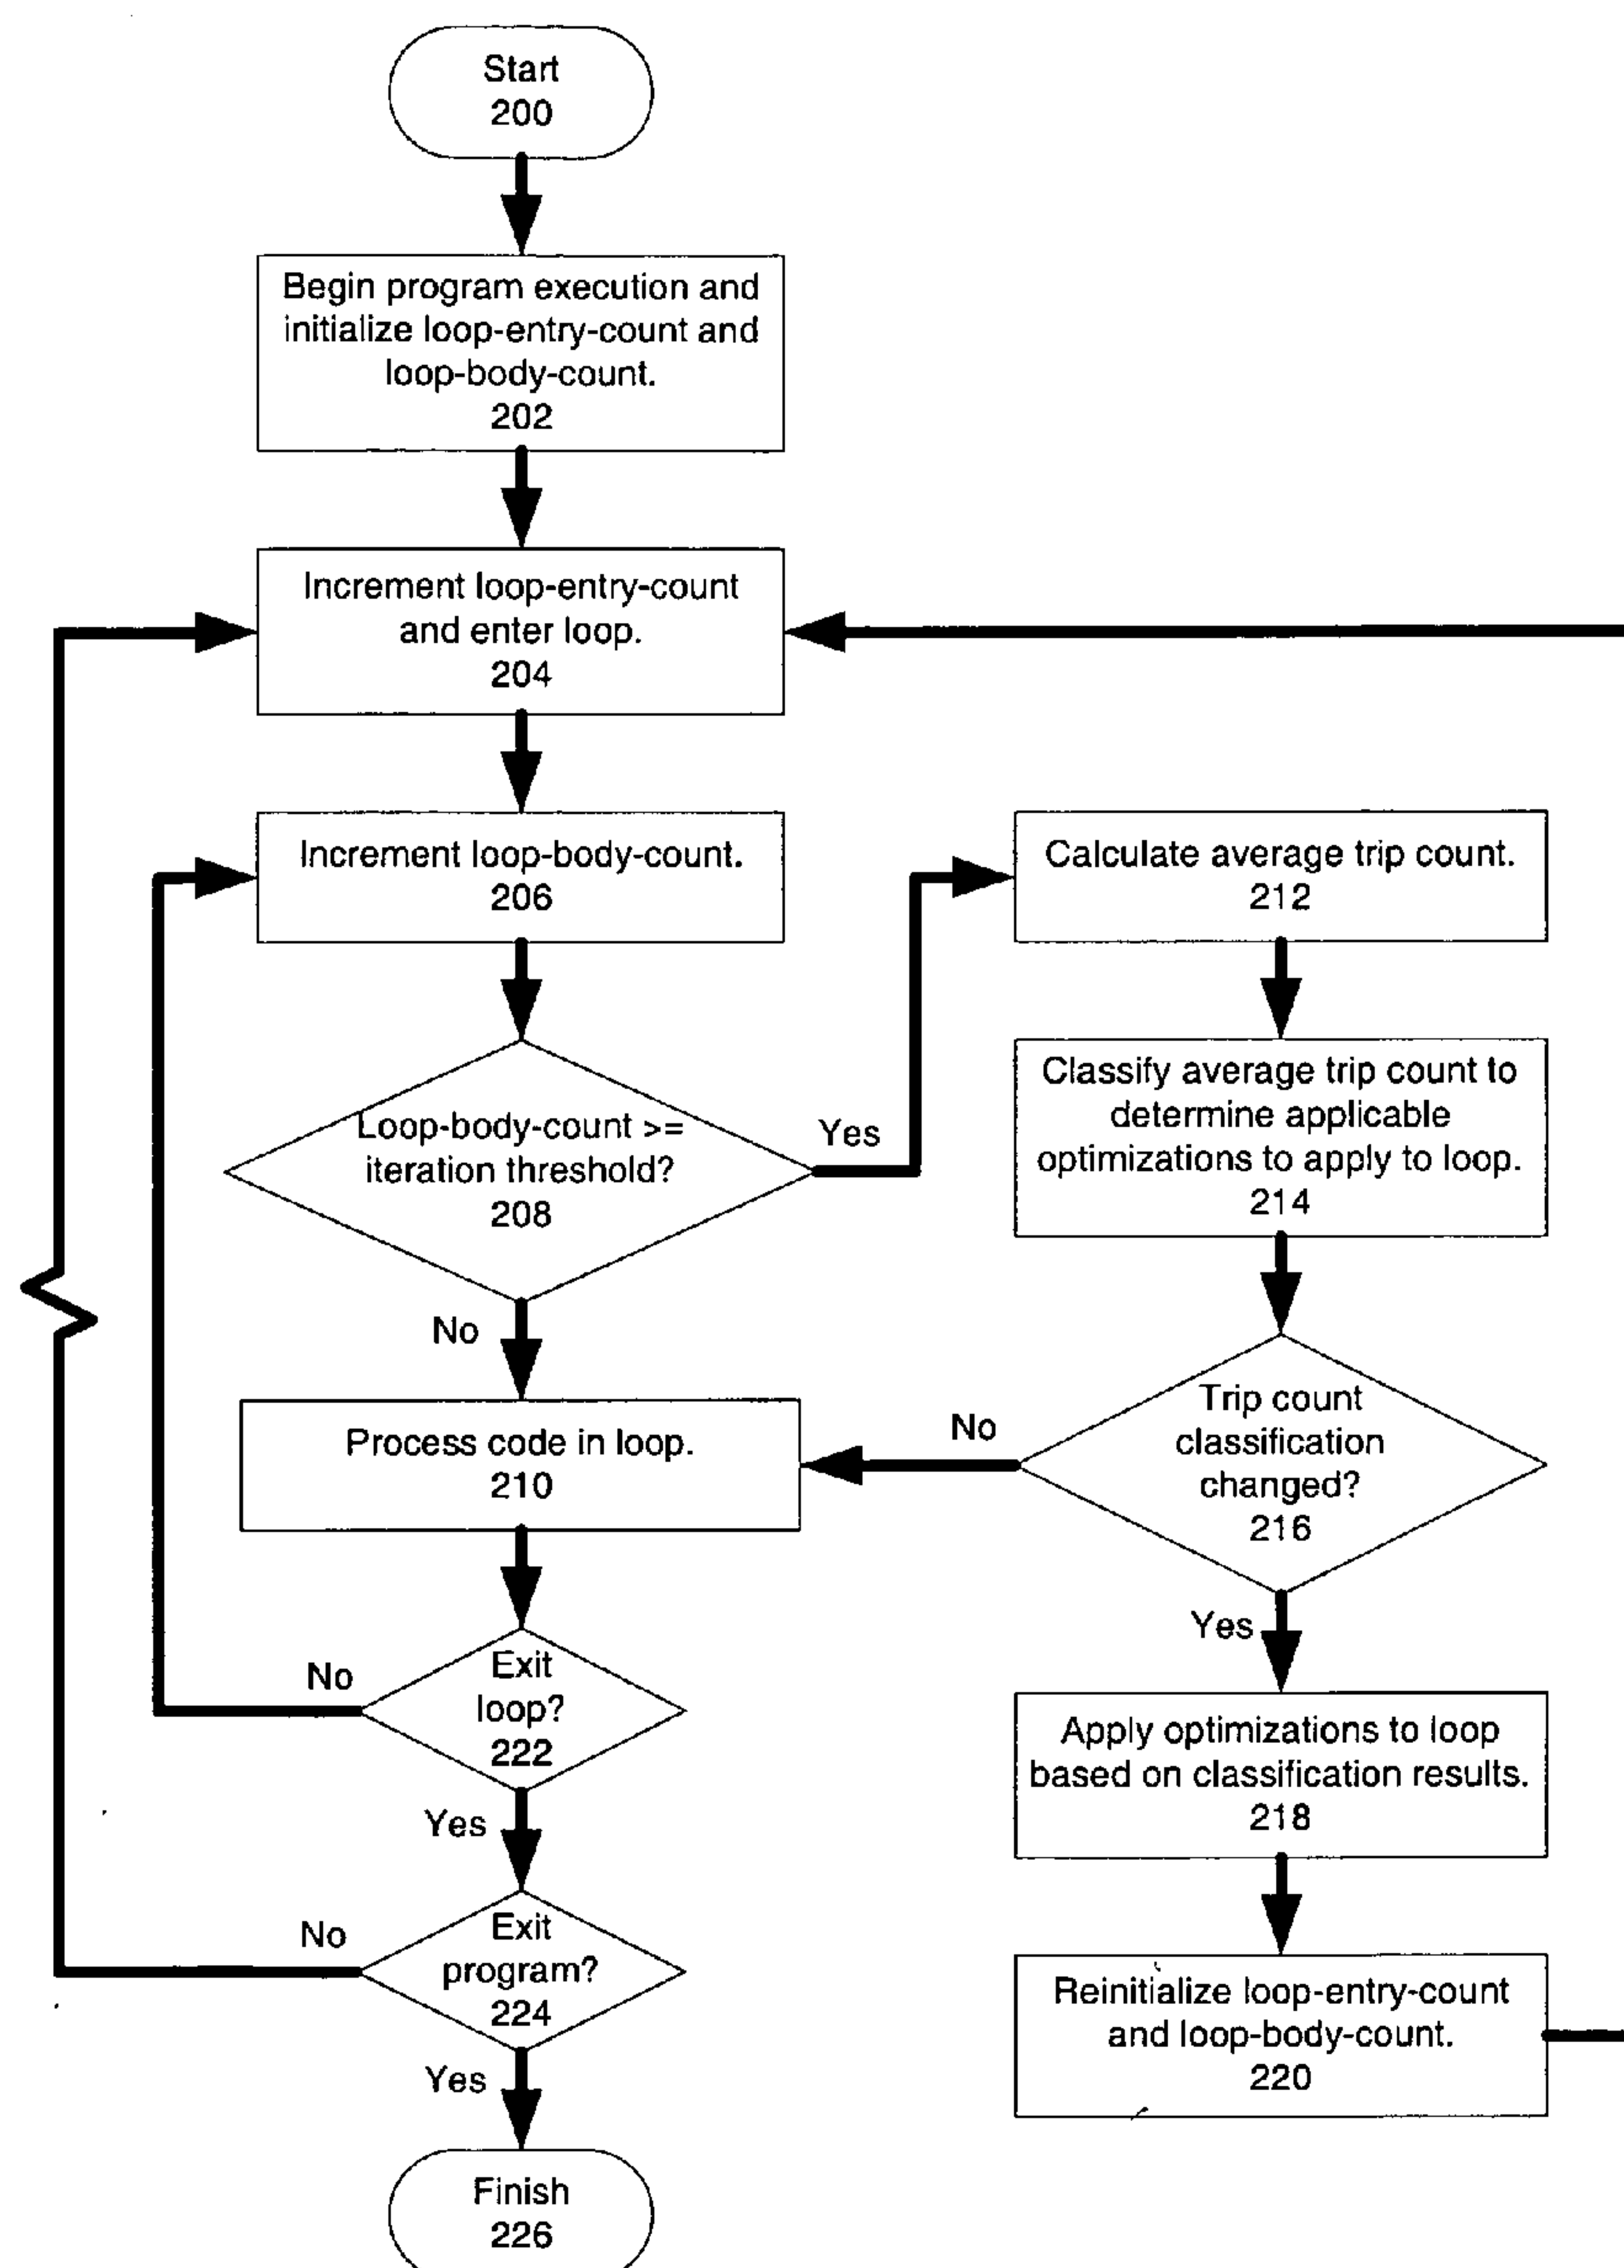 Start
200
Begin program execution and
initialize loop-entry-count and
loop-body-count.
202
Increment loop-entry-count
and enter loop.
204
Increment loop-body-count.
206
Calculate average trip count.
212
Loop-body-count >=
iteration threshold?
208
Yes
No
Classify average trip count to
determine applicable
optimizations to apply to loop.
214
Process code in loop.
210
No
Trip count
classification
changed?
216
Yes
Exit
loop?
222
No
Yes
Apply optimizations to loop
based on classification results.
218
Exit
program?
224
No
Yes
Reinitialize loop-entry-count
and loop-body-count.
220
Finish
226